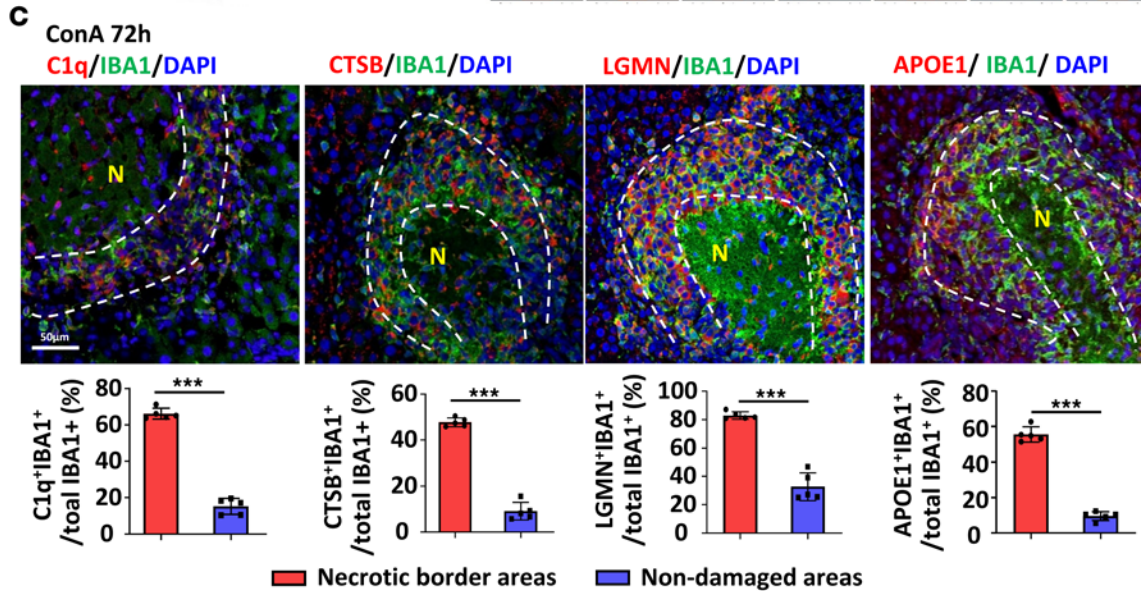 C
ConA 72h
C1q/IBA1/DAPI
CTSB/IBA1/DAPI
LGMN/IBA1/DAPI
APOE1/ IBA1/ DAPI
N
N
N
N
50μm
C1q⁺IBA1⁺
/toal IBA1+ (%)
80
60
40
20
0
***
CTSB⁺IBA1⁺
/total IBA1+ (%)
60
40
20
0
***
LGMN⁺IBA1⁺
/total IBA1⁺ (%)
100
80
60
40
20
0
***
APOE1⁺IBA1⁺
/total IBA1⁺ (%)
80
60
40
20
0
***
Necrotic border areas
Non-damaged areas